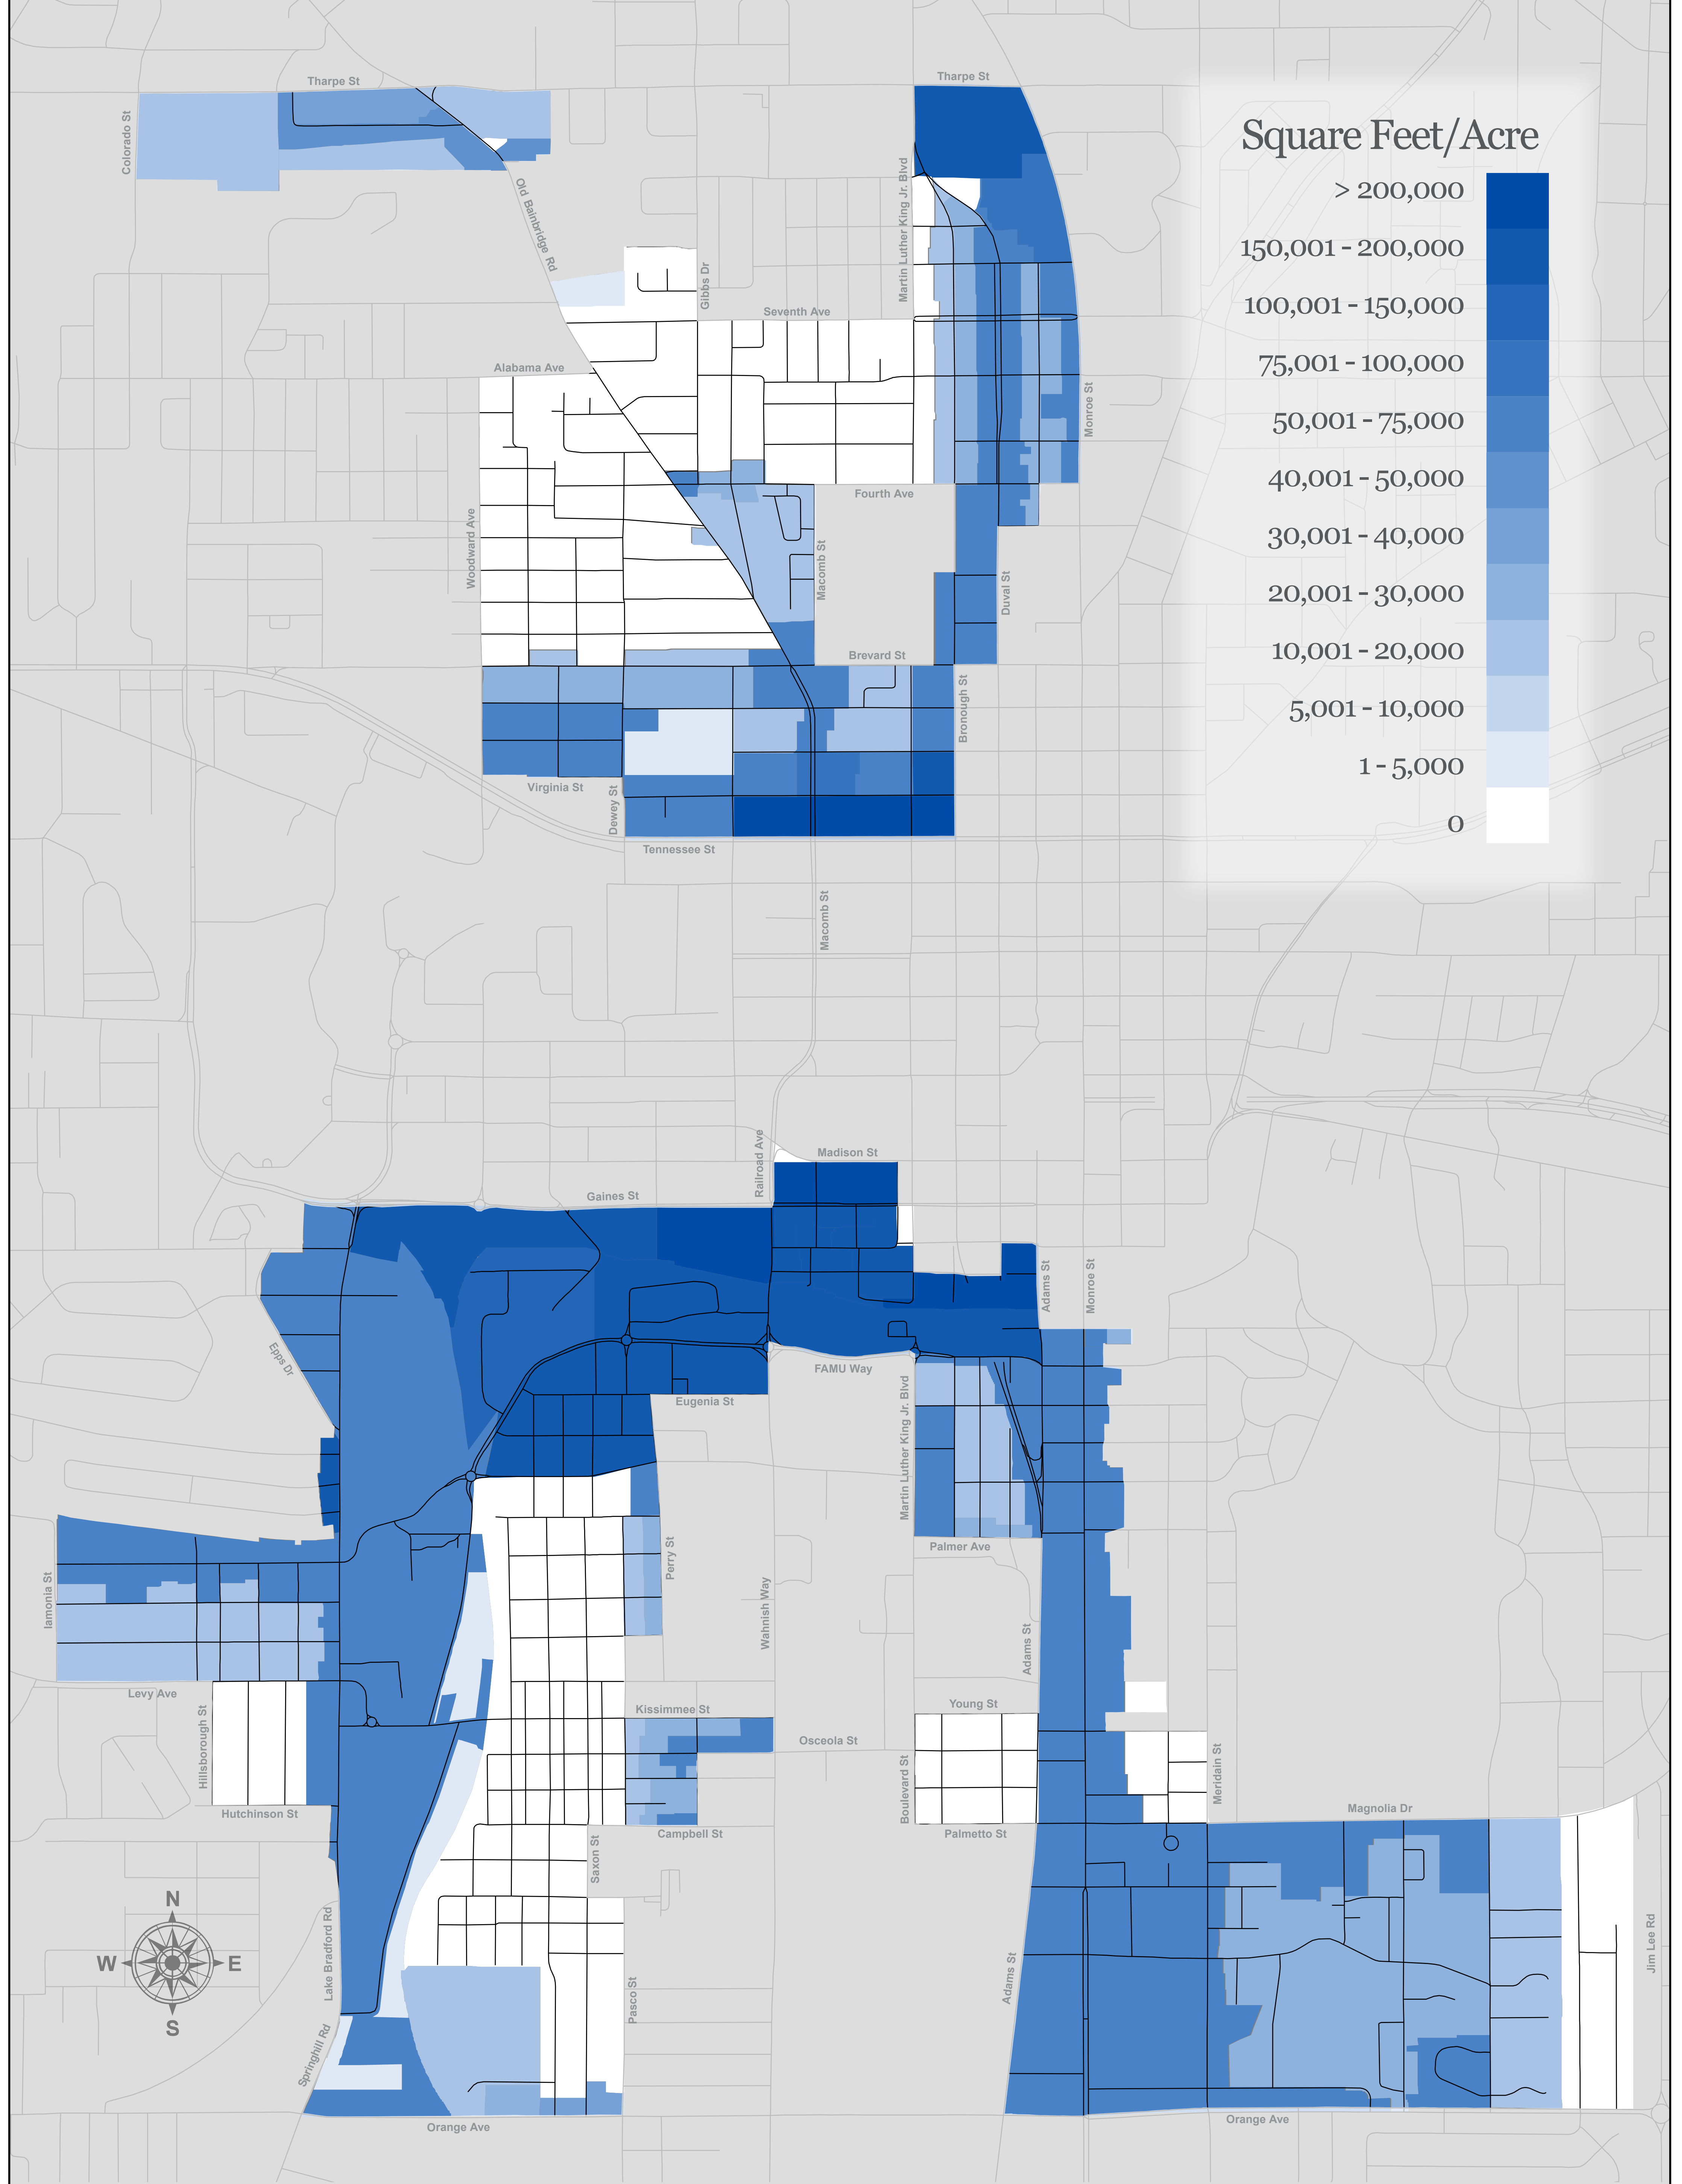 Tharpe St
Tharpe St
Colorado St
Square Feet/Acre
> 200,000
150,001 - 200,000
100,001 - 150,000
75,001 - 100,000
50,001 - 75,000
40,001 - 50,000
30,001 - 40,000
20,001 - 30,000
10,001 - 20,000
5,001 - 10,000
1 - 5,000
0
Old Bainbridge Rd
Martin Luther King Jr. Blvd
Gibbs Dr
Seventh Ave
Alabama Ave
Monroe St
Fourth Ave
Woodward Ave
Macomb St
Duval St
Brevard St
Bronough St
Virginia St
Dewey St
Tennessee St
Macomb St
Railroad Ave
Madison St
Gaines St
Adams St
Monroe St
Epps Dr
FAMU Way
Eugenia St
Martin Luther King Jr. Blvd
Perry St
Palmer Ave
Iamonia St
Wahnish Way
Adams St
Levy Ave
Hillsborough St
Kissimmee St
Young St
Osceola St
Boulevard St
Meridain St
Hutchinson St
Campbell St
Palmetto St
Magnolia Dr
Saxon St
N
W
E
S
Lake Bradford Rd
Pasco St
Adams St
Jim Lee Rd
Springhill Rd
Orange Ave
Orange Ave